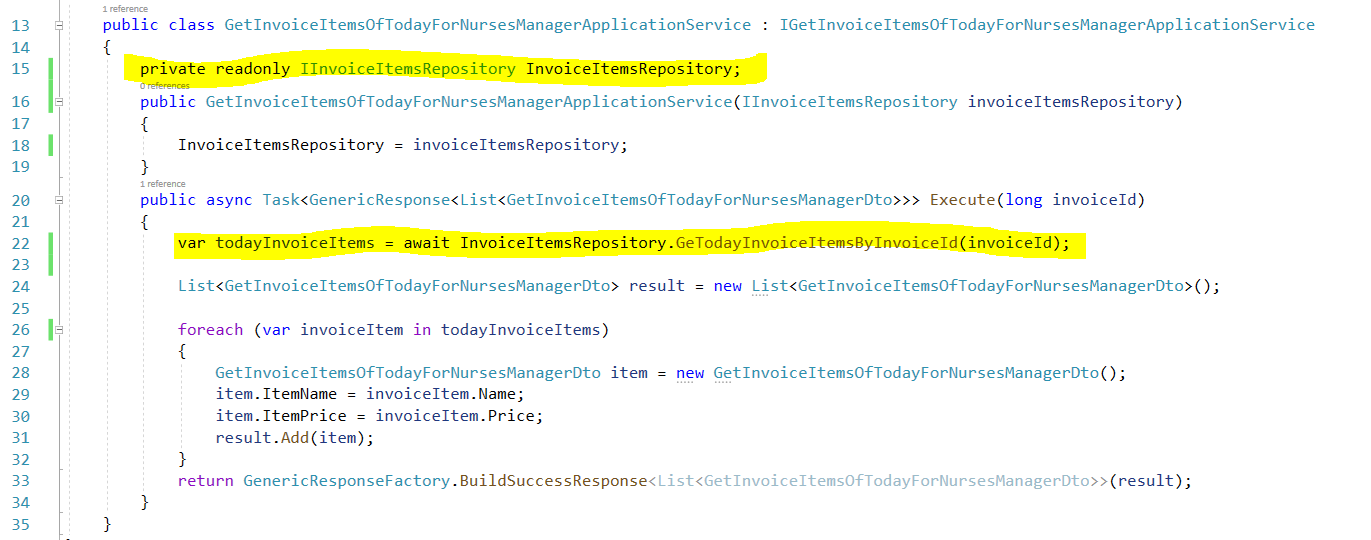 1 reference
13 public class GetInvoiceItemsOfTodayForNursesManagerApplicationService : IGetInvoiceItemsOfTodayForNursesManagerApplicationService
14 {
15 private readonly IInvoiceItemsRepository InvoiceItemsRepository;
0 references
16 public GetInvoiceItemsOfTodayForNursesManagerApplicationService(IInvoiceItemsRepository invoiceItemsRepository)
17 {
18 InvoiceItemsRepository = invoiceItemsRepository;
19 }
1 reference
20 public async Task<GenericResponse<List<GetInvoiceItemsOfTodayForNursesManagerDto>>> Execute(long invoiceId)
21 {
22 var todayInvoiceItems = await InvoiceItemsRepository.GeTodayInvoiceItemsByInvoiceId(invoiceId);
23
24 List<GetInvoiceItemsOfTodayForNursesManagerDto> result = new List<GetInvoiceItemsOfTodayForNursesManagerDto>();
25
26 foreach (var invoiceItem in todayInvoiceItems)
27 {
28 GetInvoiceItemsOfTodayForNursesManagerDto item = new GetInvoiceItemsOfTodayForNursesManagerDto();
29 item.ItemName = invoiceItem.Name;
30 item.ItemPrice = invoiceItem.Price;
31 result.Add(item);
32 }
33 return GenericResponseFactory.BuildSuccessResponse<List<GetInvoiceItemsOfTodayForNursesManagerDto>>(result);
34 }
35 }